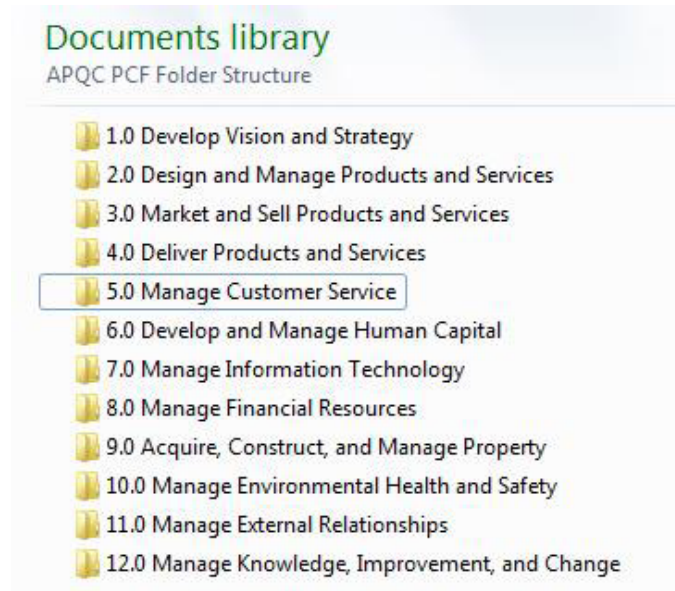 Documents library
APQC PCF Folder Structure
1.0 Develop Vision and Strategy
2.0 Design and Manage Products and Services
3.0 Market and Sell Products and Services
4.0 Deliver Products and Services
5.0 Manage Customer Service
6.0 Develop and Manage Human Capital
7.0 Manage Information Technology
8.0 Manage Financial Resources
9.0 Acquire, Construct, and Manage Property
10.0 Manage Environmental Health and Safety
11.0 Manage External Relationships
12.0 Manage Knowledge, Improvement, and Change